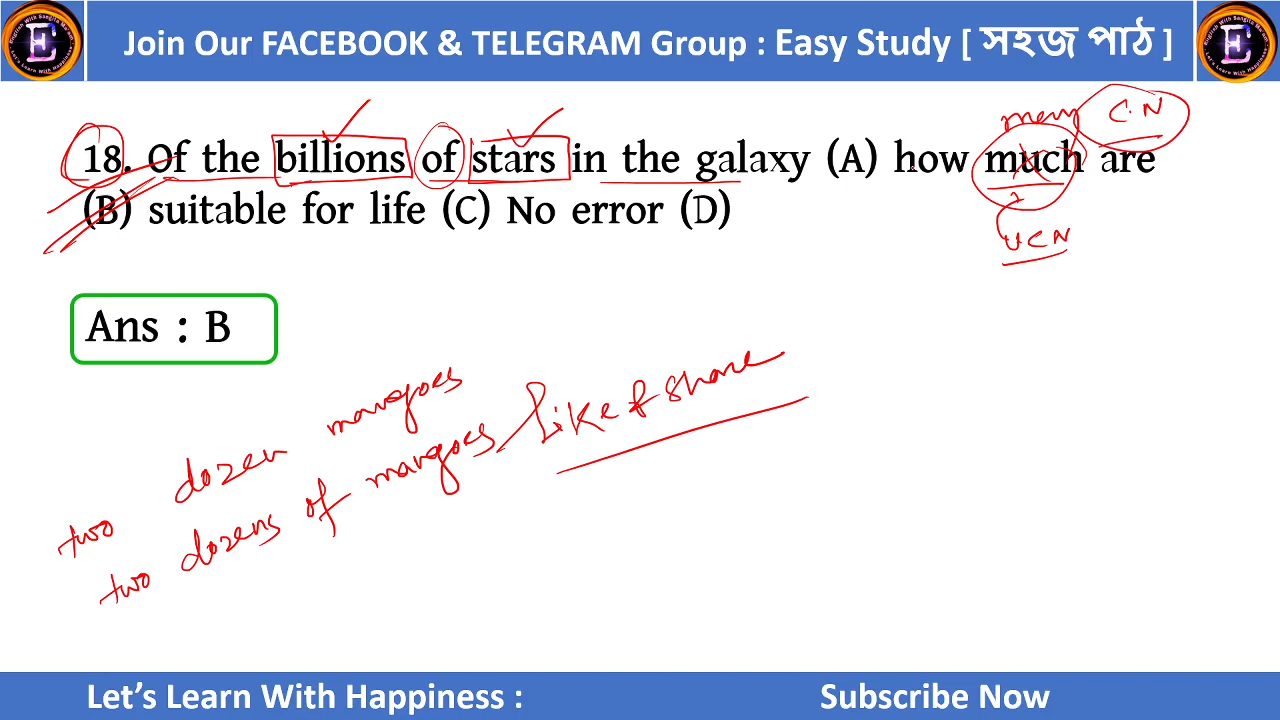 Join Our FACEBOOK & TELEGRAM Group : Easy Study [ সহজ পাঠ ]
many C.N
18. Of the billions of stars in the galaxy (A) how much are
(B) suitable for life (C) No error (D)
UCN
Ans : B
two dozen mangoes
two dozens of mangoes
Like & share
Let's Learn With Happiness :
Subscribe Now